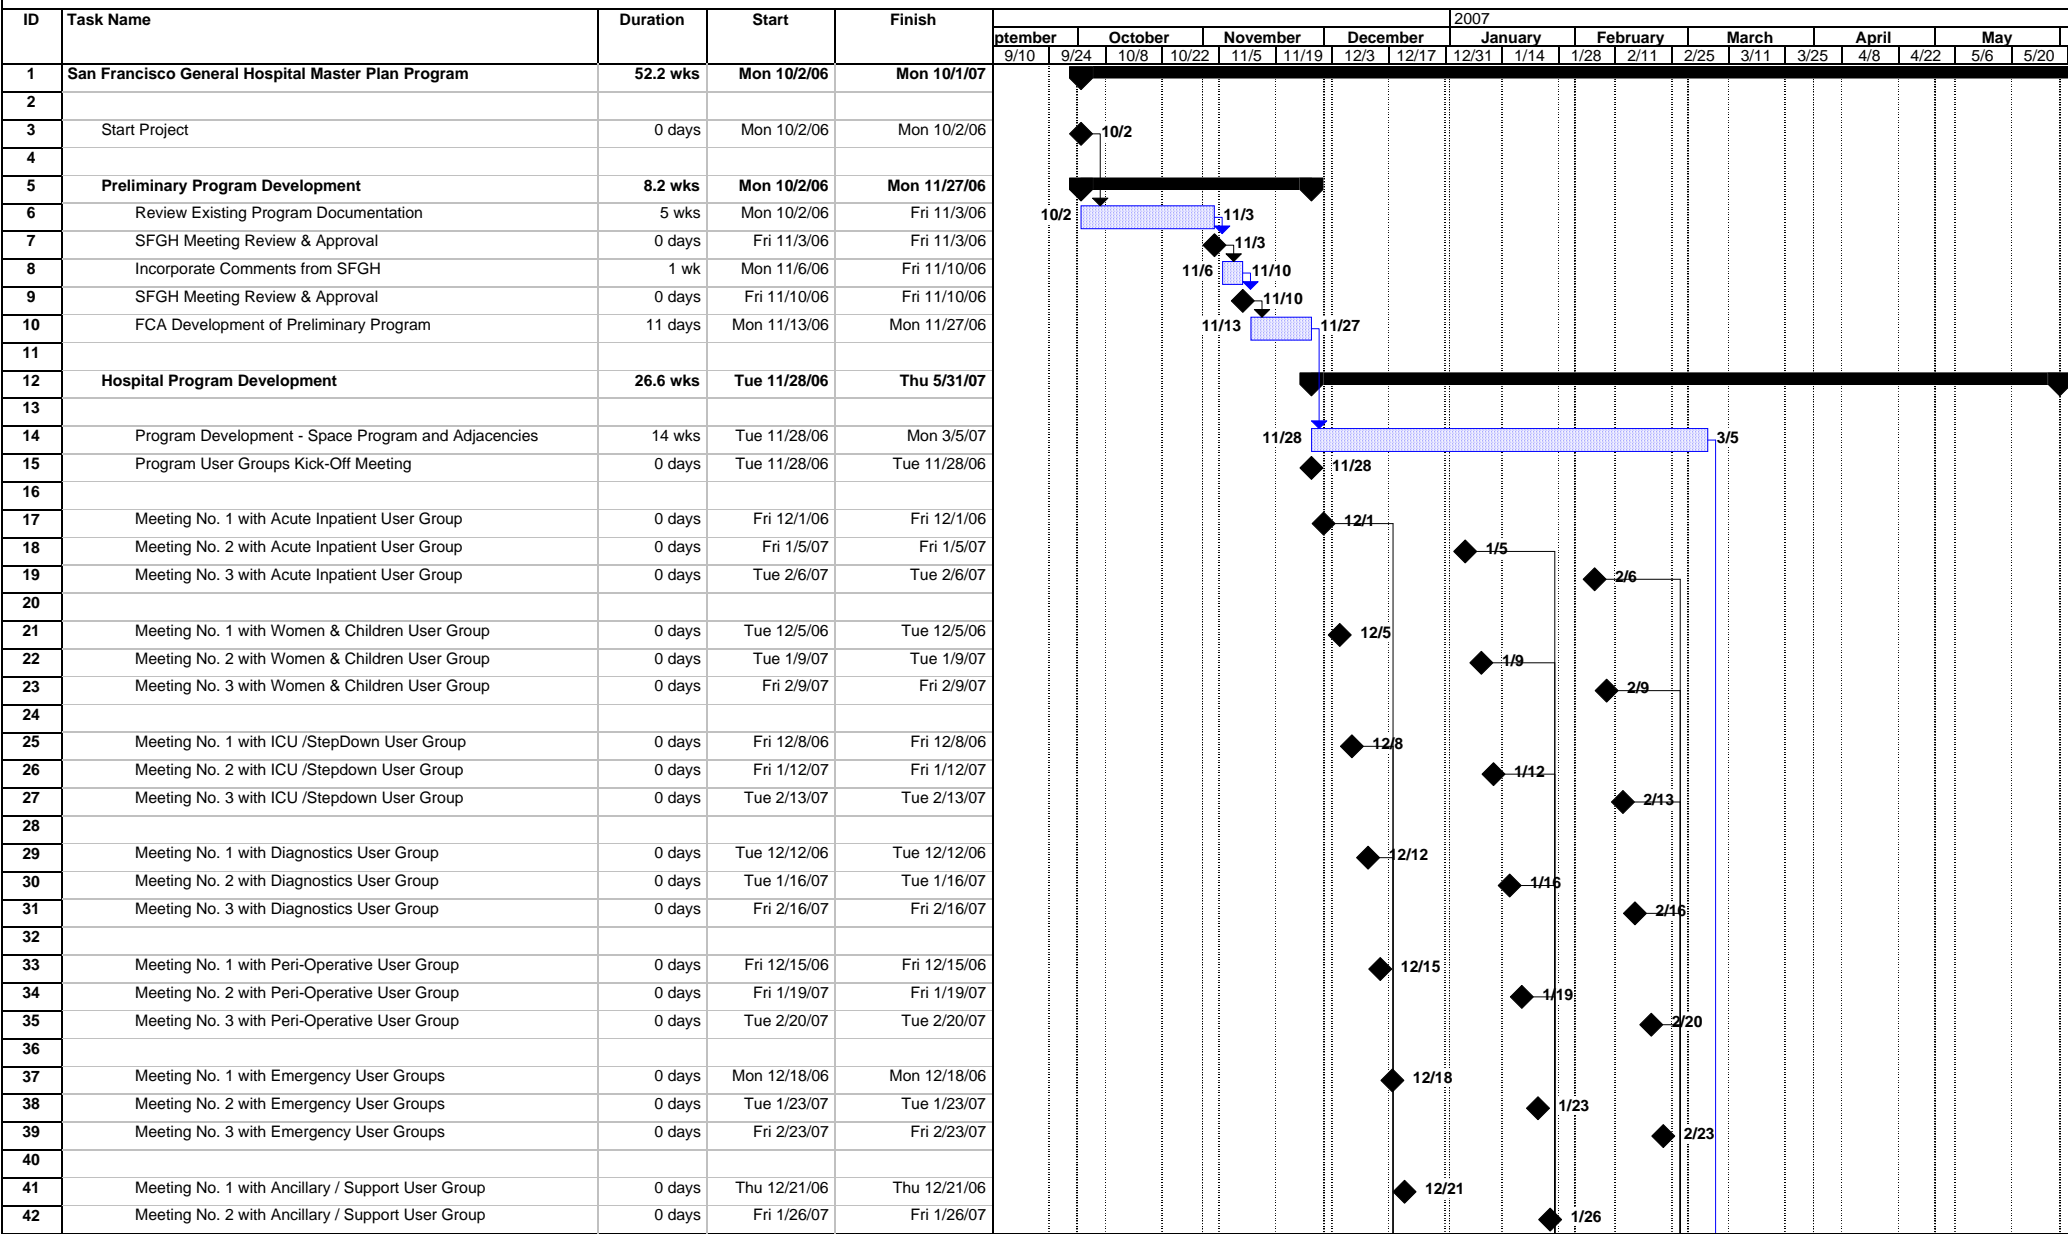 ID Task Name Duration Start Finish
2007
ptember October November December January February March April May
9/10 9/24 10/8 10/22 11/5 11/19 12/3 12/17 12/31 1/14 1/28 2/11 2/25 3/11 3/25 4/8 4/22 5/6 5/20
1 San Francisco General Hospital Master Plan Program 52.2 wks Mon 10/2/06 Mon 10/1/07
2
3 Start Project 0 days Mon 10/2/06 Mon 10/2/06 10/2
4
5 Preliminary Program Development 8.2 wks Mon 10/2/06 Mon 11/27/06
6 Review Existing Program Documentation 5 wks Mon 10/2/06 Fri 11/3/06 10/2 11/3
7 SFGH Meeting Review & Approval 0 days Fri 11/3/06 Fri 11/3/06 11/3
8 Incorporate Comments from SFGH 1 wk Mon 11/6/06 Fri 11/10/06 11/6 11/10
9 SFGH Meeting Review & Approval 0 days Fri 11/10/06 Fri 11/10/06 11/10
10 FCA Development of Preliminary Program 11 days Mon 11/13/06 Mon 11/27/06 11/13 11/27
11
12 Hospital Program Development 26.6 wks Tue 11/28/06 Thu 5/31/07
13
14 Program Development - Space Program and Adjacencies 14 wks Tue 11/28/06 Mon 3/5/07 11/28 3/5
15 Program User Groups Kick-Off Meeting 0 days Tue 11/28/06 Tue 11/28/06 11/28
16
17 Meeting No. 1 with Acute Inpatient User Group 0 days Fri 12/1/06 Fri 12/1/06 12/1
18 Meeting No. 2 with Acute Inpatient User Group 0 days Fri 1/5/07 Fri 1/5/07 1/5
19 Meeting No. 3 with Acute Inpatient User Group 0 days Tue 2/6/07 Tue 2/6/07 2/6
20
21 Meeting No. 1 with Women & Children User Group 0 days Tue 12/5/06 Tue 12/5/06 12/5
22 Meeting No. 2 with Women & Children User Group 0 days Tue 1/9/07 Tue 1/9/07 1/9
23 Meeting No. 3 with Women & Children User Group 0 days Fri 2/9/07 Fri 2/9/07 2/9
24
25 Meeting No. 1 with ICU /StepDown User Group 0 days Fri 12/8/06 Fri 12/8/06 12/8
26 Meeting No. 2 with ICU /Stepdown User Group 0 days Fri 1/12/07 Fri 1/12/07 1/12
27 Meeting No. 3 with ICU /Stepdown User Group 0 days Tue 2/13/07 Tue 2/13/07 2/13
28
29 Meeting No. 1 with Diagnostics User Group 0 days Tue 12/12/06 Tue 12/12/06 12/12
30 Meeting No. 2 with Diagnostics User Group 0 days Tue 1/16/07 Tue 1/16/07 1/16
31 Meeting No. 3 with Diagnostics User Group 0 days Fri 2/16/07 Fri 2/16/07 2/16
32
33 Meeting No. 1 with Peri-Operative User Group 0 days Fri 12/15/06 Fri 12/15/06 12/15
34 Meeting No. 2 with Peri-Operative User Group 0 days Fri 1/19/07 Fri 1/19/07 1/19
35 Meeting No. 3 with Peri-Operative User Group 0 days Tue 2/20/07 Tue 2/20/07 2/20
36
37 Meeting No. 1 with Emergency User Groups 0 days Mon 12/18/06 Mon 12/18/06 12/18
38 Meeting No. 2 with Emergency User Groups 0 days Tue 1/23/07 Tue 1/23/07 1/23
39 Meeting No. 3 with Emergency User Groups 0 days Fri 2/23/07 Fri 2/23/07 2/23
40
41 Meeting No. 1 with Ancillary / Support User Group 0 days Thu 12/21/06 Thu 12/21/06 12/21
42 Meeting No. 2 with Ancillary / Support User Group 0 days Fri 1/26/07 Fri 1/26/07 1/26